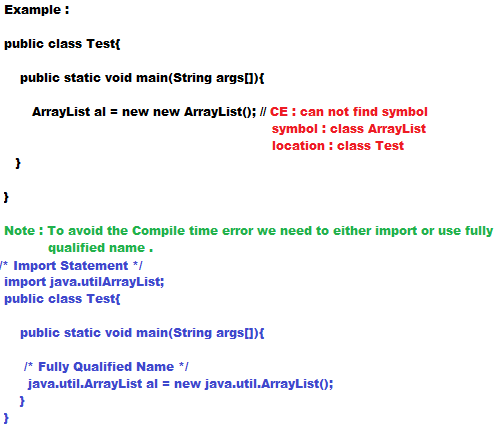 Example :
public class Test{
public static void main(String args[]){
ArrayList al = new new ArrayList(); // CE : can not find symbol
symbol : class ArrayList
location : class Test
}
}
Note : To avoid the Compile time error we need to either import or use fully
qualified name .
/* Import Statement */
import java.utilArrayList;
public class Test{
public static void main(String args[]){
/* Fully Qualified Name */
java.util.ArrayList al = new java.util.ArrayList();
}
}